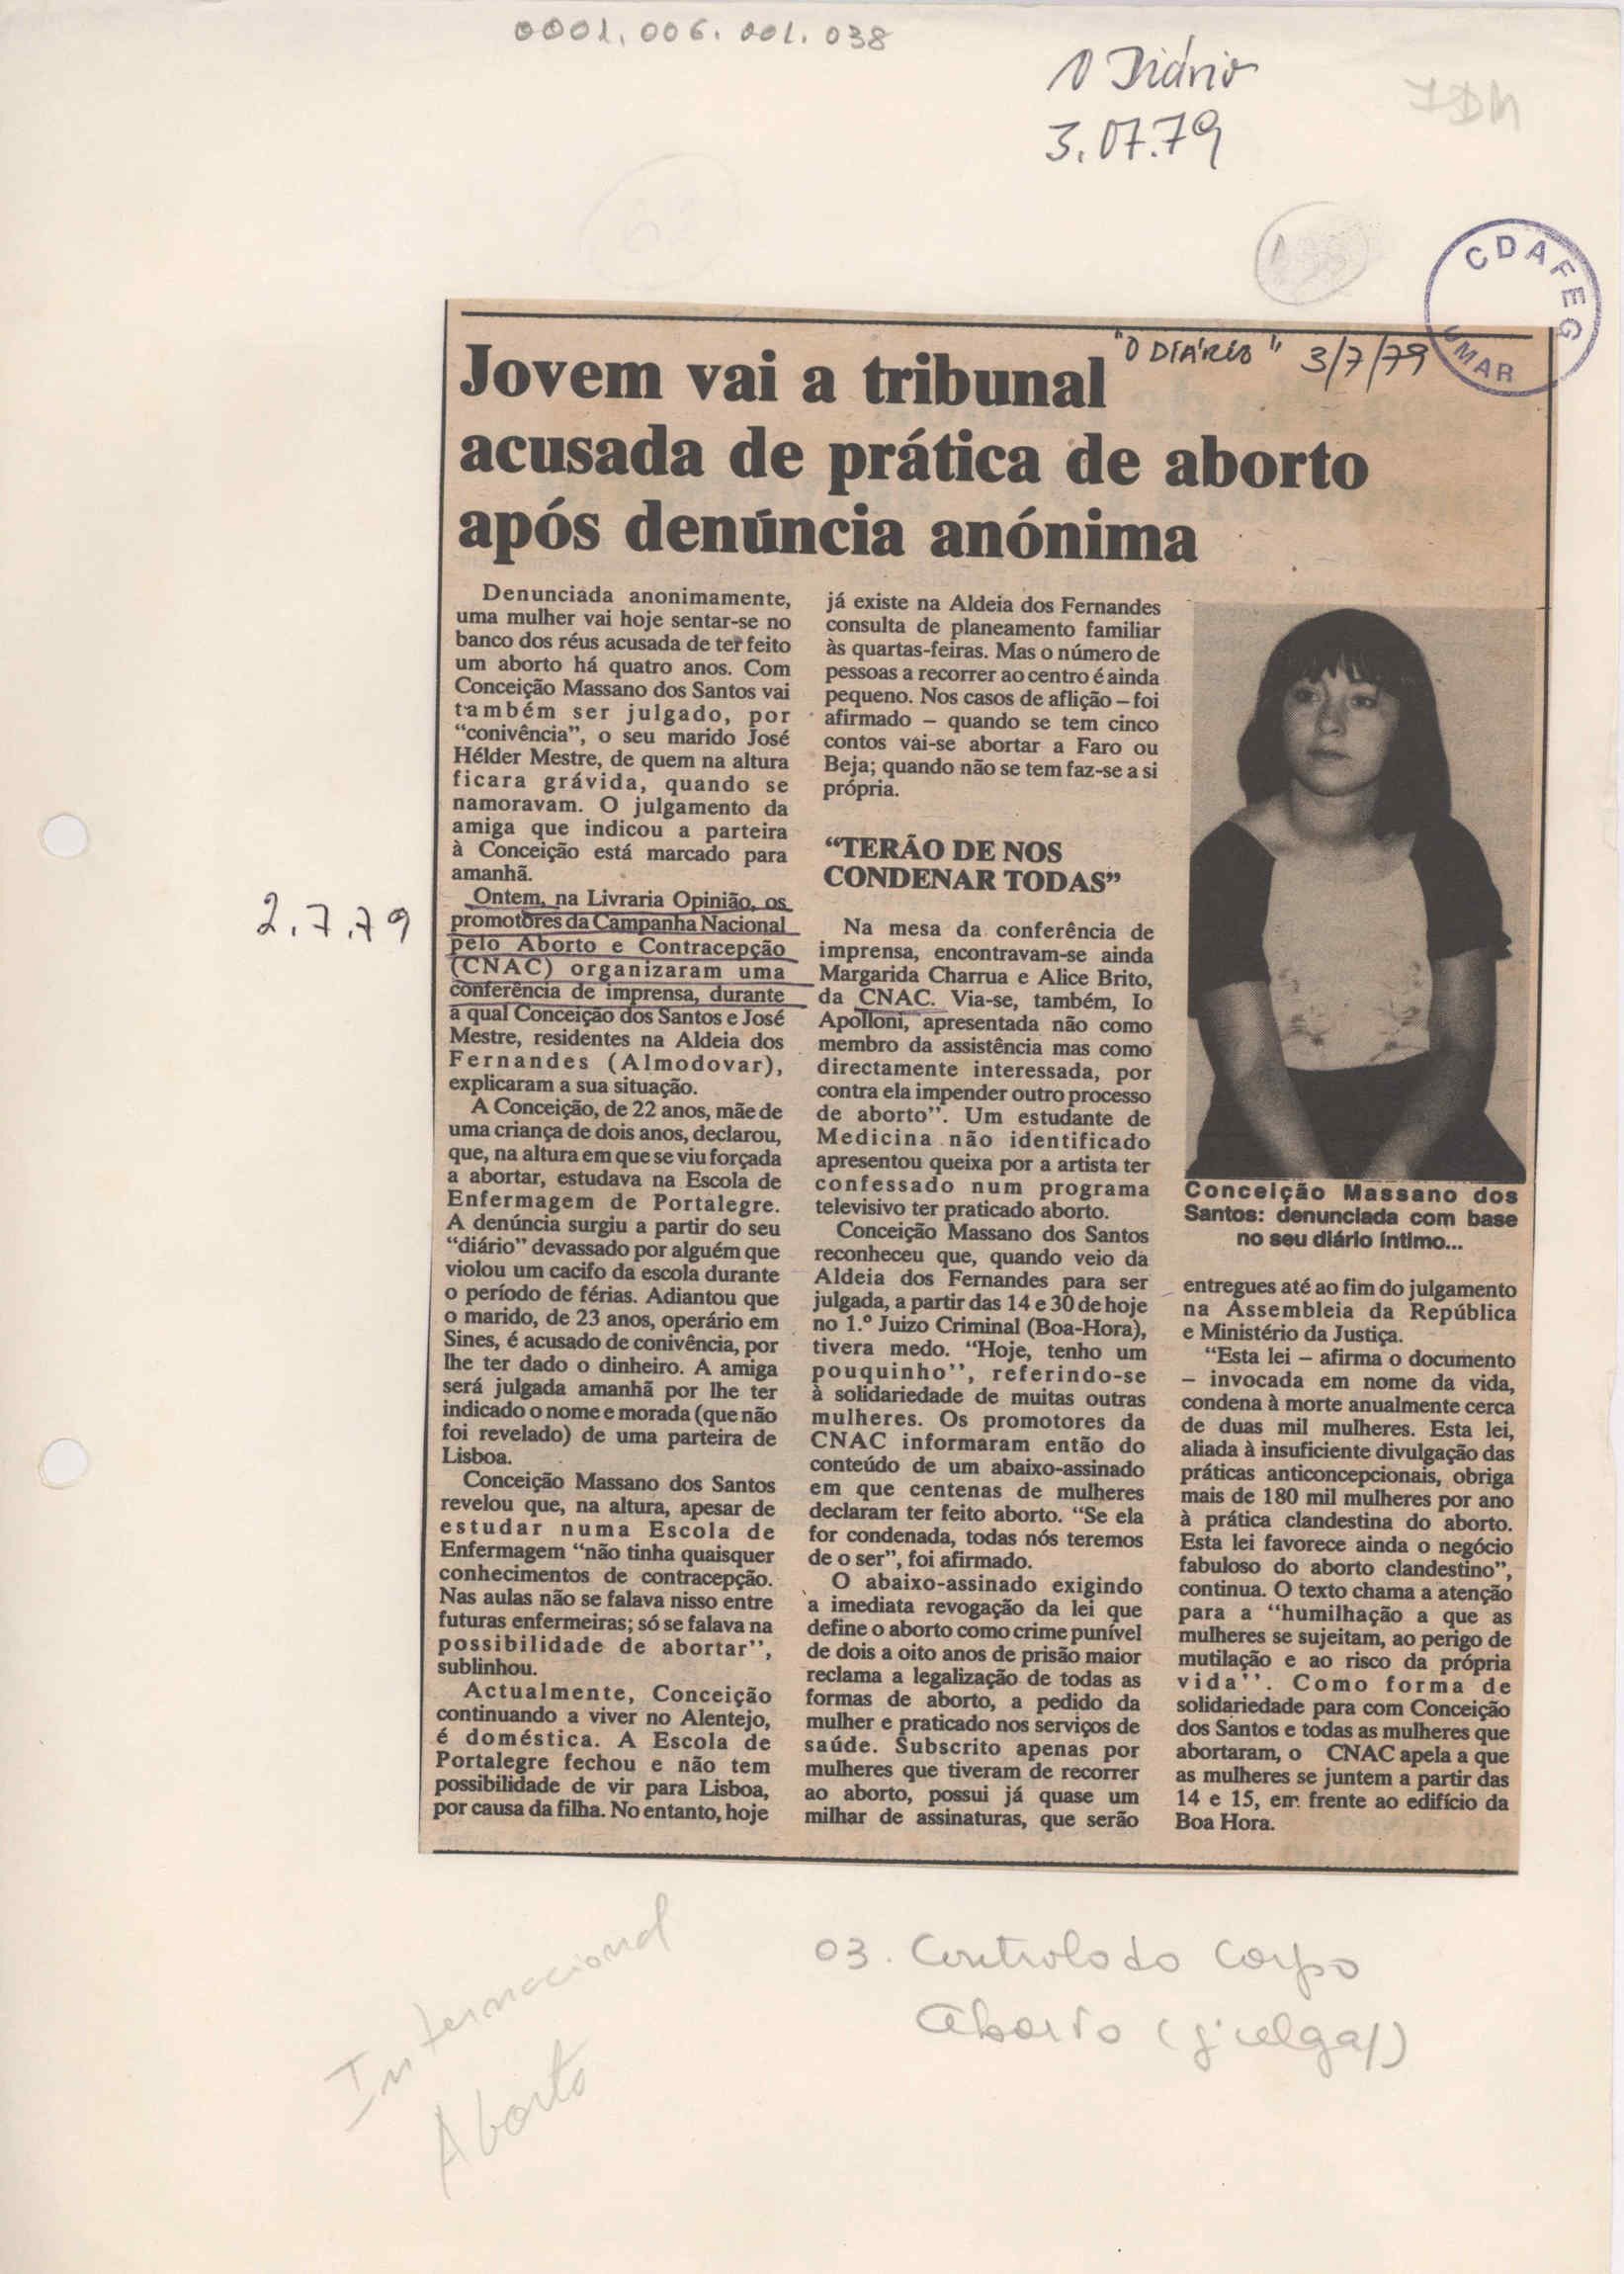 0001.006.001.038
O Diário
3.07.79
IDM
CDAFEG
UMAR
"O DIÁRIO" 3/7/79
Jovem vai a tribunal
acusada de prática de aborto
após denúncia anónima
Denunciada anonimamente,
uma mulher vai hoje sentar-se no
banco dos réus acusada de ter feito
um aborto há quatro anos. Com
Conceição Massano dos Santos vai
também ser julgado, por
“conivência”, o seu marido José
Hélder Mestre, de quem na altura
ficara grávida, quando se
namoravam. O julgamento da
amiga que indicou a parteira
à Conceição está marcado para
amanhã.
2.7.79
Ontem, na Livraria Opinião, os
promotores da Campanha Nacional
pelo Aborto e Contracepção
(CNAC) organizaram uma
conferência de imprensa, durante
a qual Conceição dos Santos e José
Mestre, residentes na Aldeia dos
Fernandes (Almodovar),
explicaram a sua situação.
A Conceição, de 22 anos, mãe de
uma criança de dois anos, declarou,
que, na altura em que se viu forçada
a abortar, estudava na Escola de
Enfermagem de Portalegre.
A denúncia surgiu a partir do seu
“diário” devassado por alguém que
violou um cacifo da escola durante
o período de férias. Adiantou que
o marido, de 23 anos, operário em
Sines, é acusado de conivência, por
lhe ter dado o dinheiro. A amiga
será julgada amanhã por lhe ter
indicado o nome e morada (que não
foi revelado) de uma parteira de
Lisboa.
Conceição Massano dos Santos
revelou que, na altura, apesar de
estudar numa Escola de
Enfermagem “não tinha quaisquer
conhecimentos de contracepção.
Nas aulas não se falava nisso entre
futuras enfermeiras; só se falava na
possibilidade de abortar”,
sublinhou.
Actualmente, Conceição
continuando a viver no Alentejo,
é doméstica. A Escola de
Portalegre fechou e não tem
possibilidade de vir para Lisboa,
por causa da filha. No entanto, hoje
já existe na Aldeia dos Fernandes
consulta de planeamento familiar
às quartas-feiras. Mas o número de
pessoas a recorrer ao centro é ainda
pequeno. Nos casos de aflição – foi
afirmado – quando se tem cinco
contos vai-se abortar a Faro ou
Beja; quando não se tem faz-se a si
própria.
“TERÃO DE NOS
CONDENAR TODAS”
Na mesa da conferência de
imprensa, encontravam-se ainda
Margarida Charrua e Alice Brito,
da CNAC. Via-se, também, Io
Apolloni, apresentada não como
membro da assistência mas como
directamente interessada, por
contra ela impender outro processo
de aborto”. Um estudante de
Medicina não identificado
apresentou queixa por a artista ter
confessado num programa
televisivo ter praticado aborto.
Conceição Massano dos Santos
reconheceu que, quando veio da
Aldeia dos Fernandes para ser
julgada, a partir das 14 e 30 de hoje
no 1.º Juizo Criminal (Boa-Hora),
tivera medo. “Hoje, tenho um
pouquinho”, referindo-se
à solidariedade de muitas outras
mulheres. Os promotores da
CNAC informaram então do
conteúdo de um abaixo-assinado
em que centenas de mulheres
declaram ter feito aborto. “Se ela
for condenada, todas nós teremos
de o ser”, foi afirmado.
O abaixo-assinado exigindo
a imediata revogação da lei que
define o aborto como crime punível
de dois a oito anos de prisão maior
reclama a legalização de todas as
formas de aborto, a pedido da
mulher e praticado nos serviços de
saúde. Subscrito apenas por
mulheres que tiveram de recorrer
ao aborto, possui já quase um
milhar de assinaturas, que serão
Conceição Massano dos
Santos: denunciada com base
no seu diário íntimo...
entregues até ao fim do julgamento
na Assembleia da República
e Ministério da Justiça.
“Esta lei – afirma o documento
– invocada em nome da vida,
condena à morte anualmente cerca
de duas mil mulheres. Esta lei,
aliada à insuficiente divulgação das
práticas anticoncepcionais, obriga
mais de 180 mil mulheres por ano
à prática clandestina do aborto.
Esta lei favorece ainda o negócio
fabuloso do aborto clandestino”,
continua. O texto chama a atenção
para a “humilhação a que as
mulheres se sujeitam, ao perigo de
mutilação e ao risco da própria
vida”. Como forma de
solidariedade para com Conceição
dos Santos e todas as mulheres que
abortaram, o CNAC apela a que
as mulheres se juntem a partir das
14 e 15, em frente ao edifício da
Boa Hora.
Internacional
Aborto
03. Controlo do Corpo
Aborto (julga/)